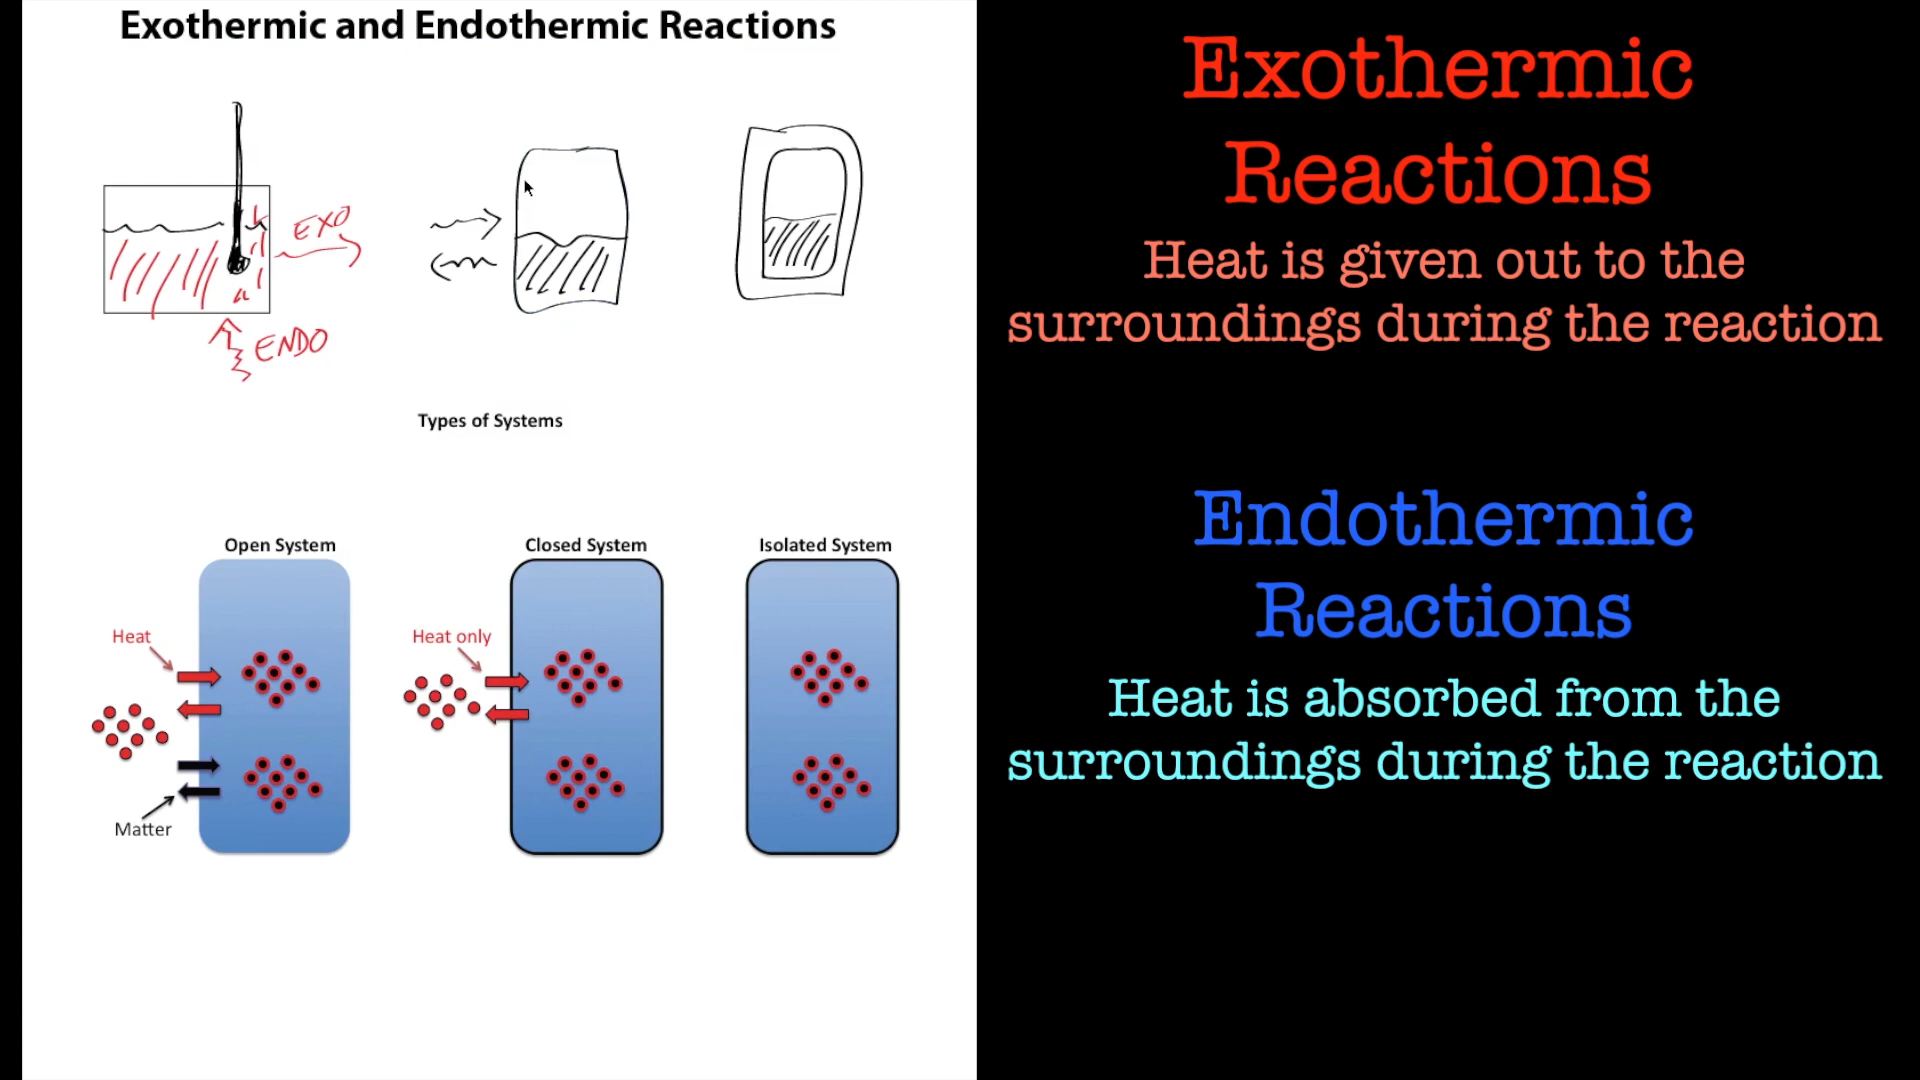 Exothermic and Endothermic Reactions
EXO
ENDO
Types of Systems
Open System
Closed System
Isolated System
Heat
Heat only
Matter
Exothermic
Reactions
Heat is given out to the
surroundings during the reaction
Endothermic
Reactions
Heat is absorbed from the
surroundings during the reaction